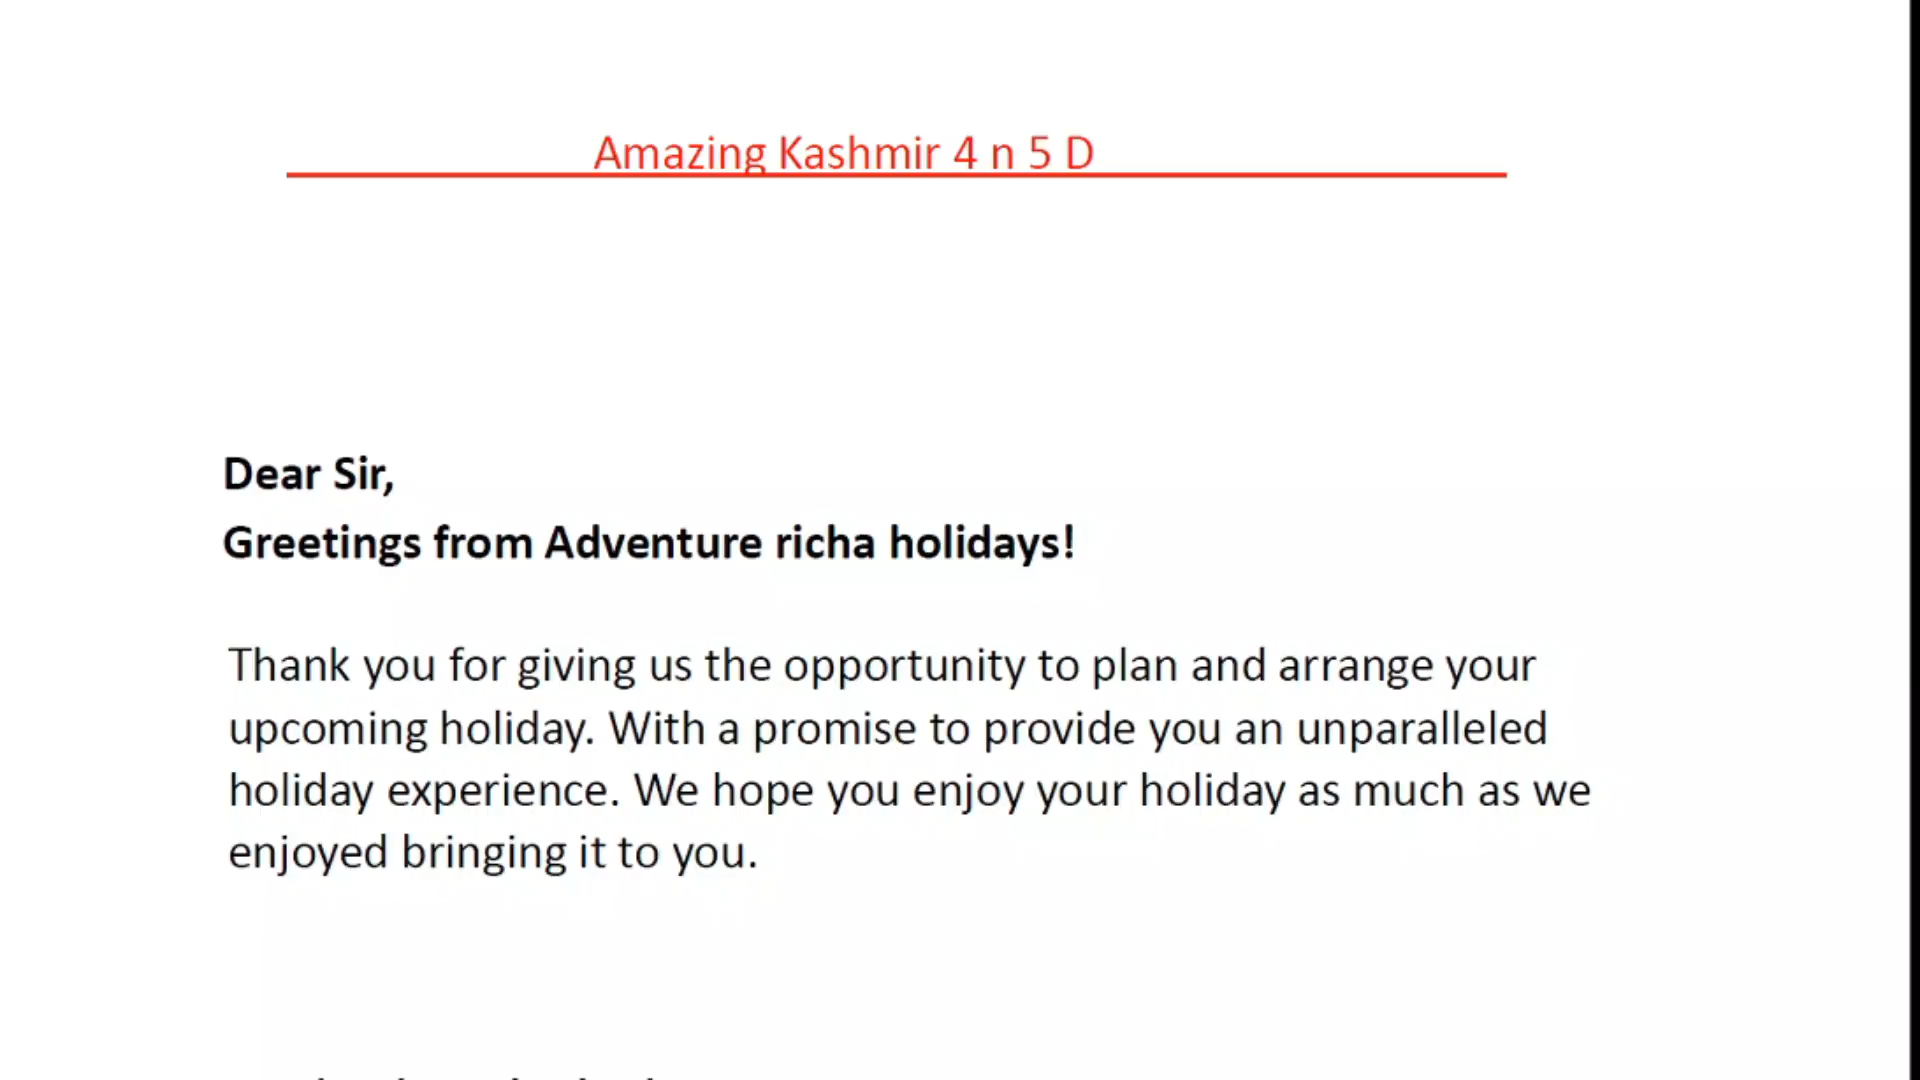 Amazing Kashmir 4 n 5 D
Dear Sir,
Greetings from Adventure richa holidays!
Thank you for giving us the opportunity to plan and arrange your
upcoming holiday. With a promise to provide you an unparalleled
holiday experience. We hope you enjoy your holiday as much as we
enjoyed bringing it to you.